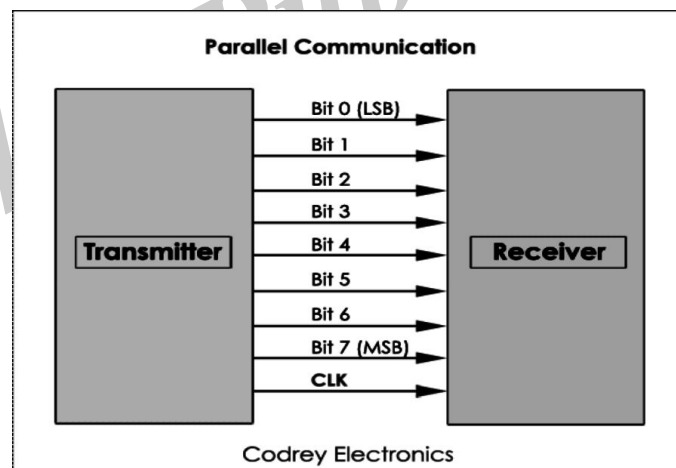 Parallel Communication
Bit 0 (LSB)
Bit 1
Bit 2
Bit 3
Transmitter
Bit 4
Receiver
Bit 5
Bit 6
Bit 7 (MSB)
CLK
Codrey Electronics